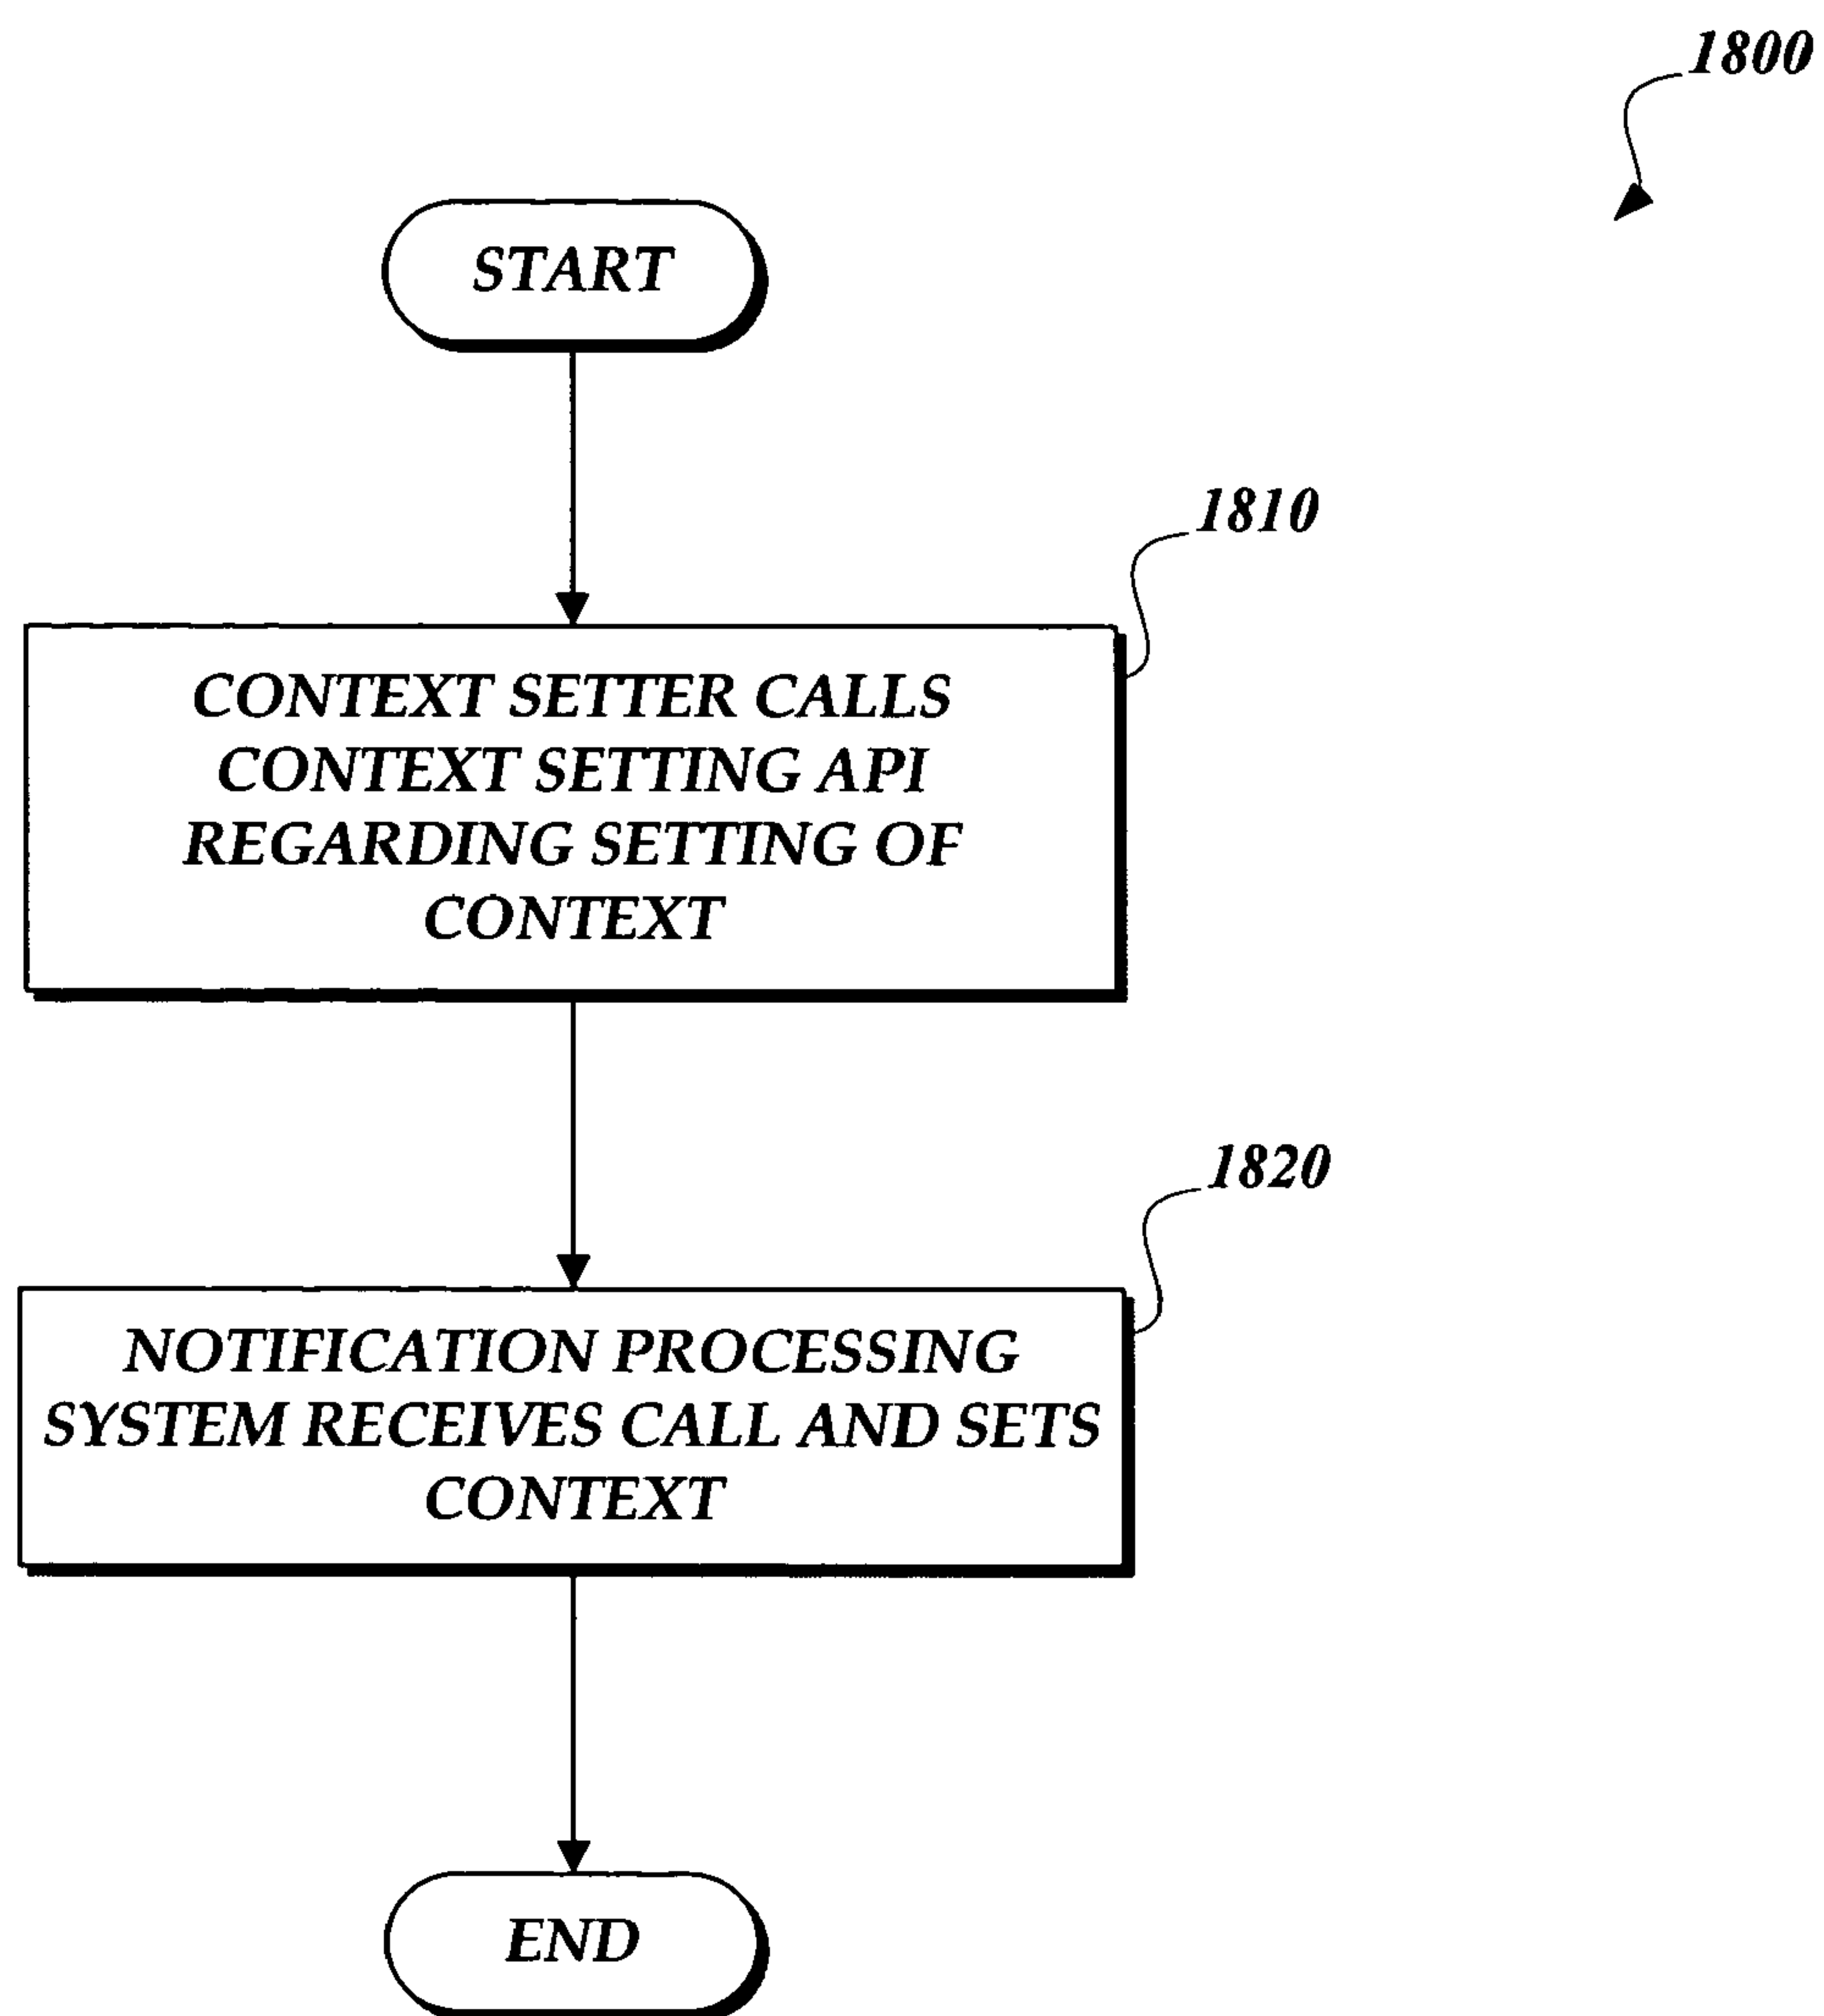 1800
START
1810
CONTEXT SETTER CALLS
CONTEXT SETTING API
REGARDING SETTING OF
CONTEXT
1820
NOTIFICATION PROCESSING
SYSTEM RECEIVES CALL AND SETS
CONTEXT
END